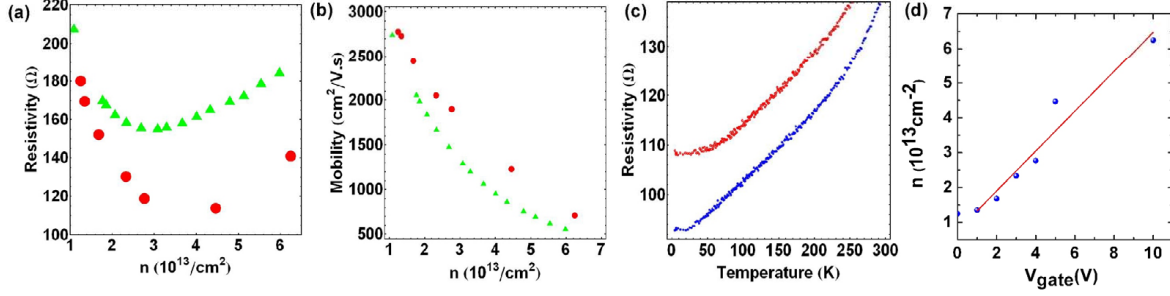 (a)
220
200
180
160
140
120
100
Resistivity (Ω)
1 2 3 4 5 6
n (10¹³/cm²)
(b)
3000
2500
2000
1500
1000
500
Mobility (cm²/V.s)
1 2 3 4 5 6 7
n (10¹³/cm²)
(c)
130
120
110
100
Resistivity (Ω)
0 50 100 150 200 250 300
Temperature (K)
(d)
7
6
5
4
3
2
1
0
n (10¹³cm⁻²)
0 2 4 6 8 10
Vgate(V)